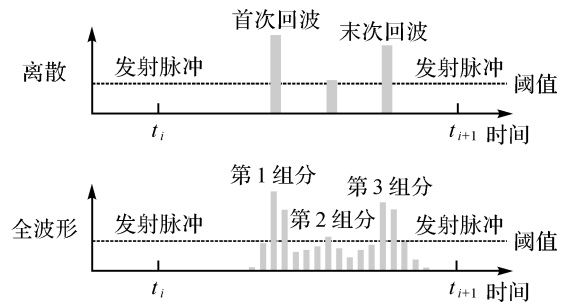 首次回波
末次回波
离散
发射脉冲
发射脉冲
阈值
t_i
t_{i+1}
时间
第1组分
第3组分
第2组分
全波形
发射脉冲
发射脉冲
阈值
t_i
t_{i+1}
时间